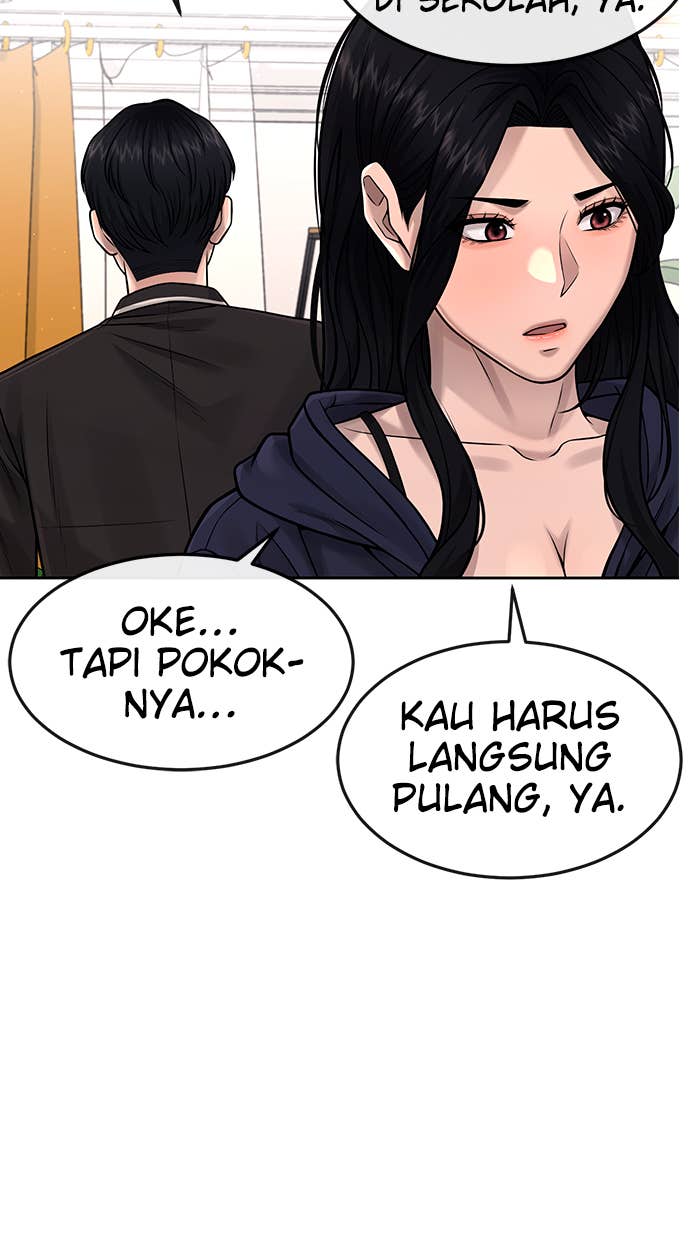 DI SEKOLAH, YA.
OKE...
TAPI POKOK-
NYA...
KAU HARUS
LANGSUNG
PULANG, YA.